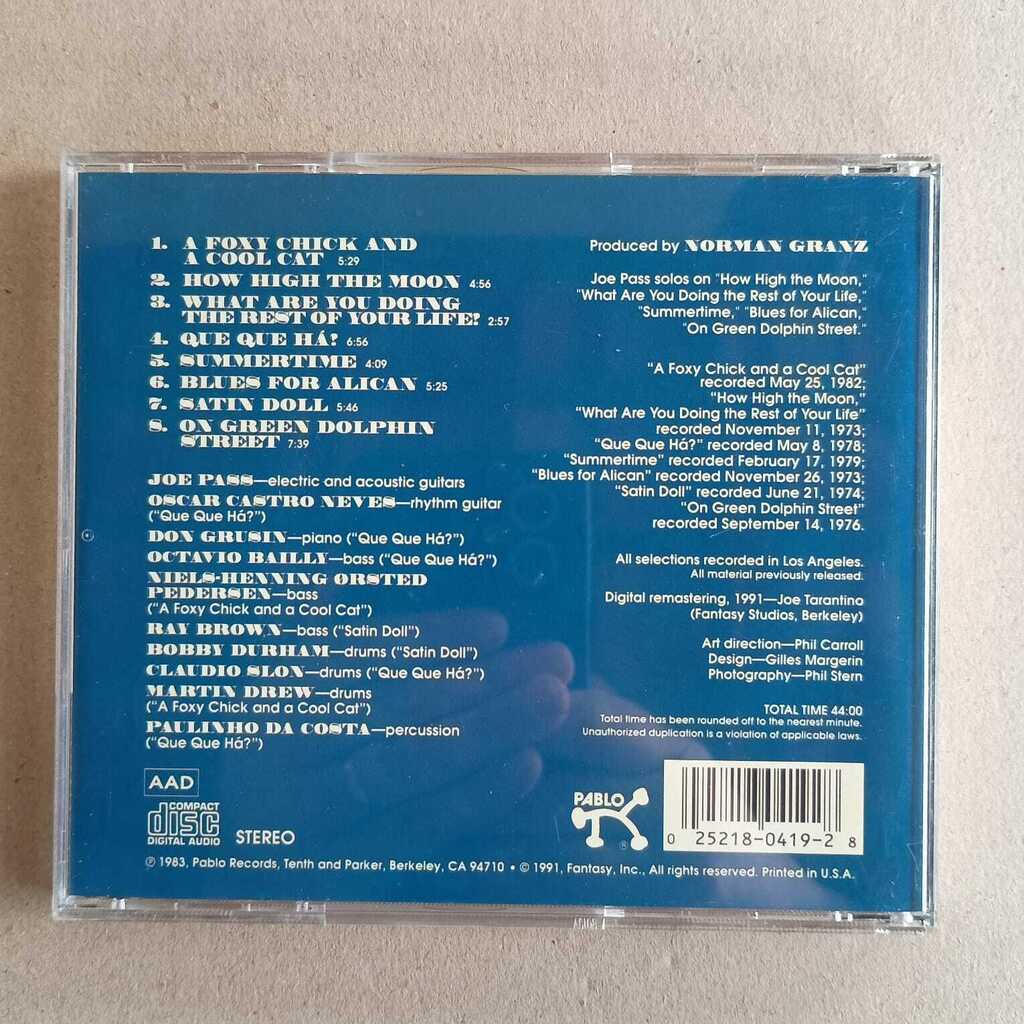 1. A FOXY CHICK AND
A COOL CAT 5:29
2. HOW HIGH THE MOON 4:56
3. WHAT ARE YOU DOING
THE REST OF YOUR LIFE? 2:57
4. QUE QUE HÁ? 6:56
5. SUMMERTIME 4:09
6. BLUES FOR ALICAN 5:25
7. SATIN DOLL 5:46
8. ON GREEN DOLPHIN
STREET 7:39
JOE PASS—electric and acoustic guitars
OSCAR CASTRO NEVES—rhythm guitar
("Que Que Há?")
DON GRUSIN—piano ("Que Que Há?")
OCTAVIO BAILLY—bass ("Que Que Há?")
NIELS-HENNING ØRSTED
PEDERSEN—bass
("A Foxy Chick and a Cool Cat")
RAY BROWN—bass ("Satin Doll")
BOBBY DURHAM—drums ("Satin Doll")
CLAUDIO SLON—drums ("Que Que Há?")
MARTIN DREW—drums
("A Foxy Chick and a Cool Cat")
PAULINHO DA COSTA—percussion
("Que Que Há?")
Produced by NORMAN GRANZ
Joe Pass solos on "How High the Moon,"
"What Are You Doing the Rest of Your Life,"
"Summertime," "Blues for Alican,"
"On Green Dolphin Street."
"A Foxy Chick and a Cool Cat"
recorded May 25, 1982;
"How High the Moon,"
"What Are You Doing the Rest of Your Life"
recorded November 11, 1973;
"Que Que Há?" recorded May 8, 1978;
"Summertime" recorded February 17, 1979;
"Blues for Alican" recorded November 26, 1973;
"Satin Doll" recorded June 21, 1974;
"On Green Dolphin Street"
recorded September 14, 1976.
All selections recorded in Los Angeles.
All material previously released.
Digital remastering, 1991—Joe Tarantino
(Fantasy Studios, Berkeley)
Art direction—Phil Carroll
Design—Gilles Margerin
Photography—Phil Stern
TOTAL TIME 44:00
Total time has been rounded off to the nearest minute.
Unauthorized duplication is a violation of applicable laws.
AAD
COMPACT
disc
DIGITAL AUDIO
STEREO
PABLO
®
0 25218-0419-2 8
℗ 1983, Pablo Records, Tenth and Parker, Berkeley, CA 94710 • © 1991, Fantasy, Inc., All rights reserved. Printed in U.S.A.